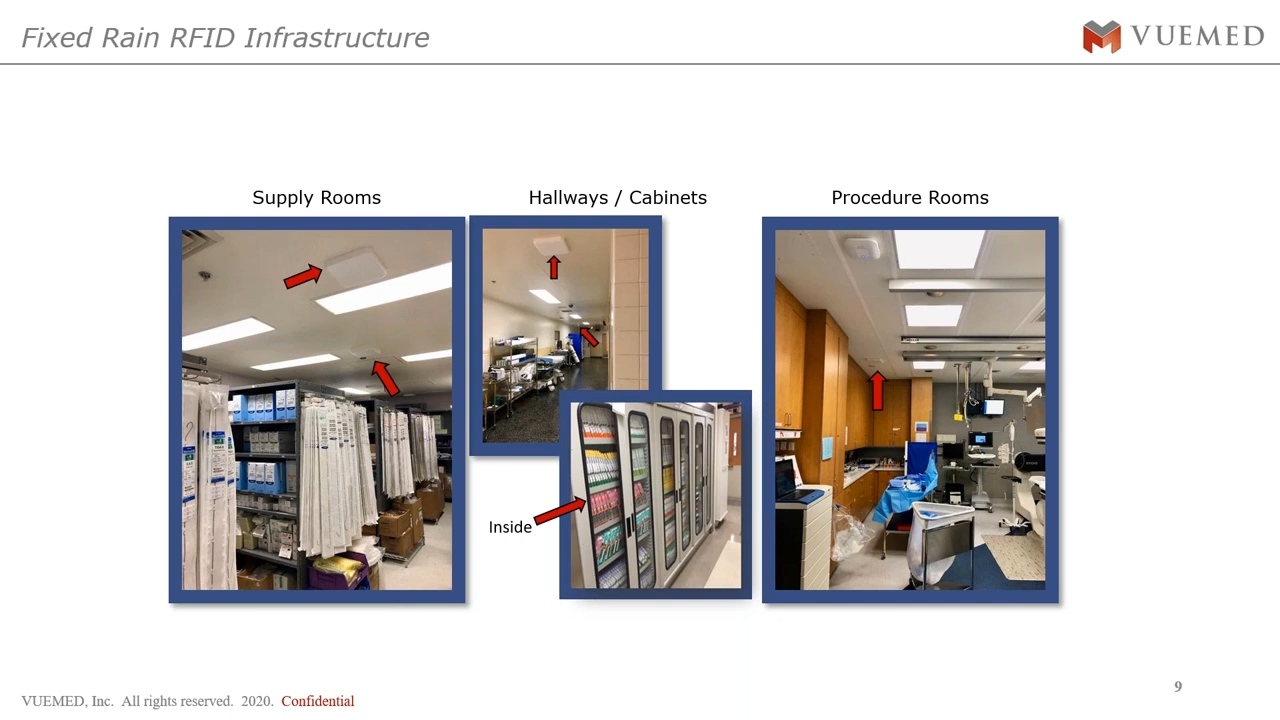 Fixed Rain RFID Infrastructure
VUEMED
Supply Rooms
Hallways / Cabinets
Procedure Rooms
Inside
VUEMED, Inc. All rights reserved. 2020. Confidential
9